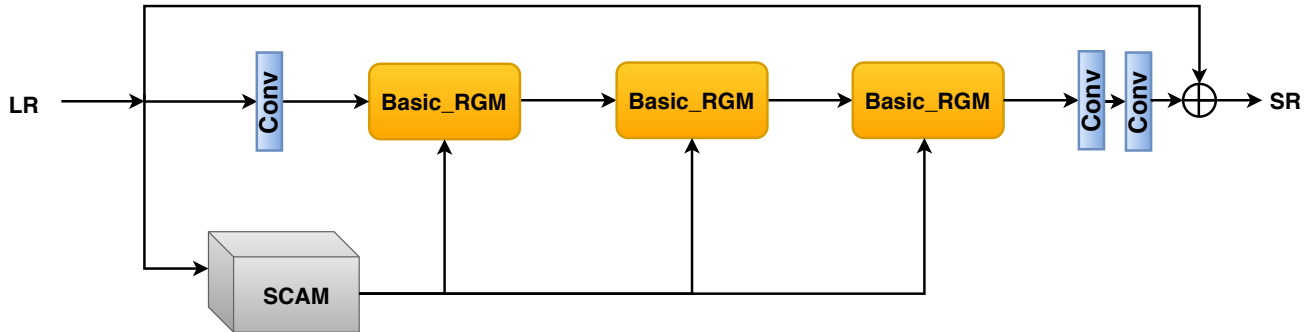 LR
Conv
Basic_RGM
Basic_RGM
Basic_RGM
Conv
Conv
SR
SCAM